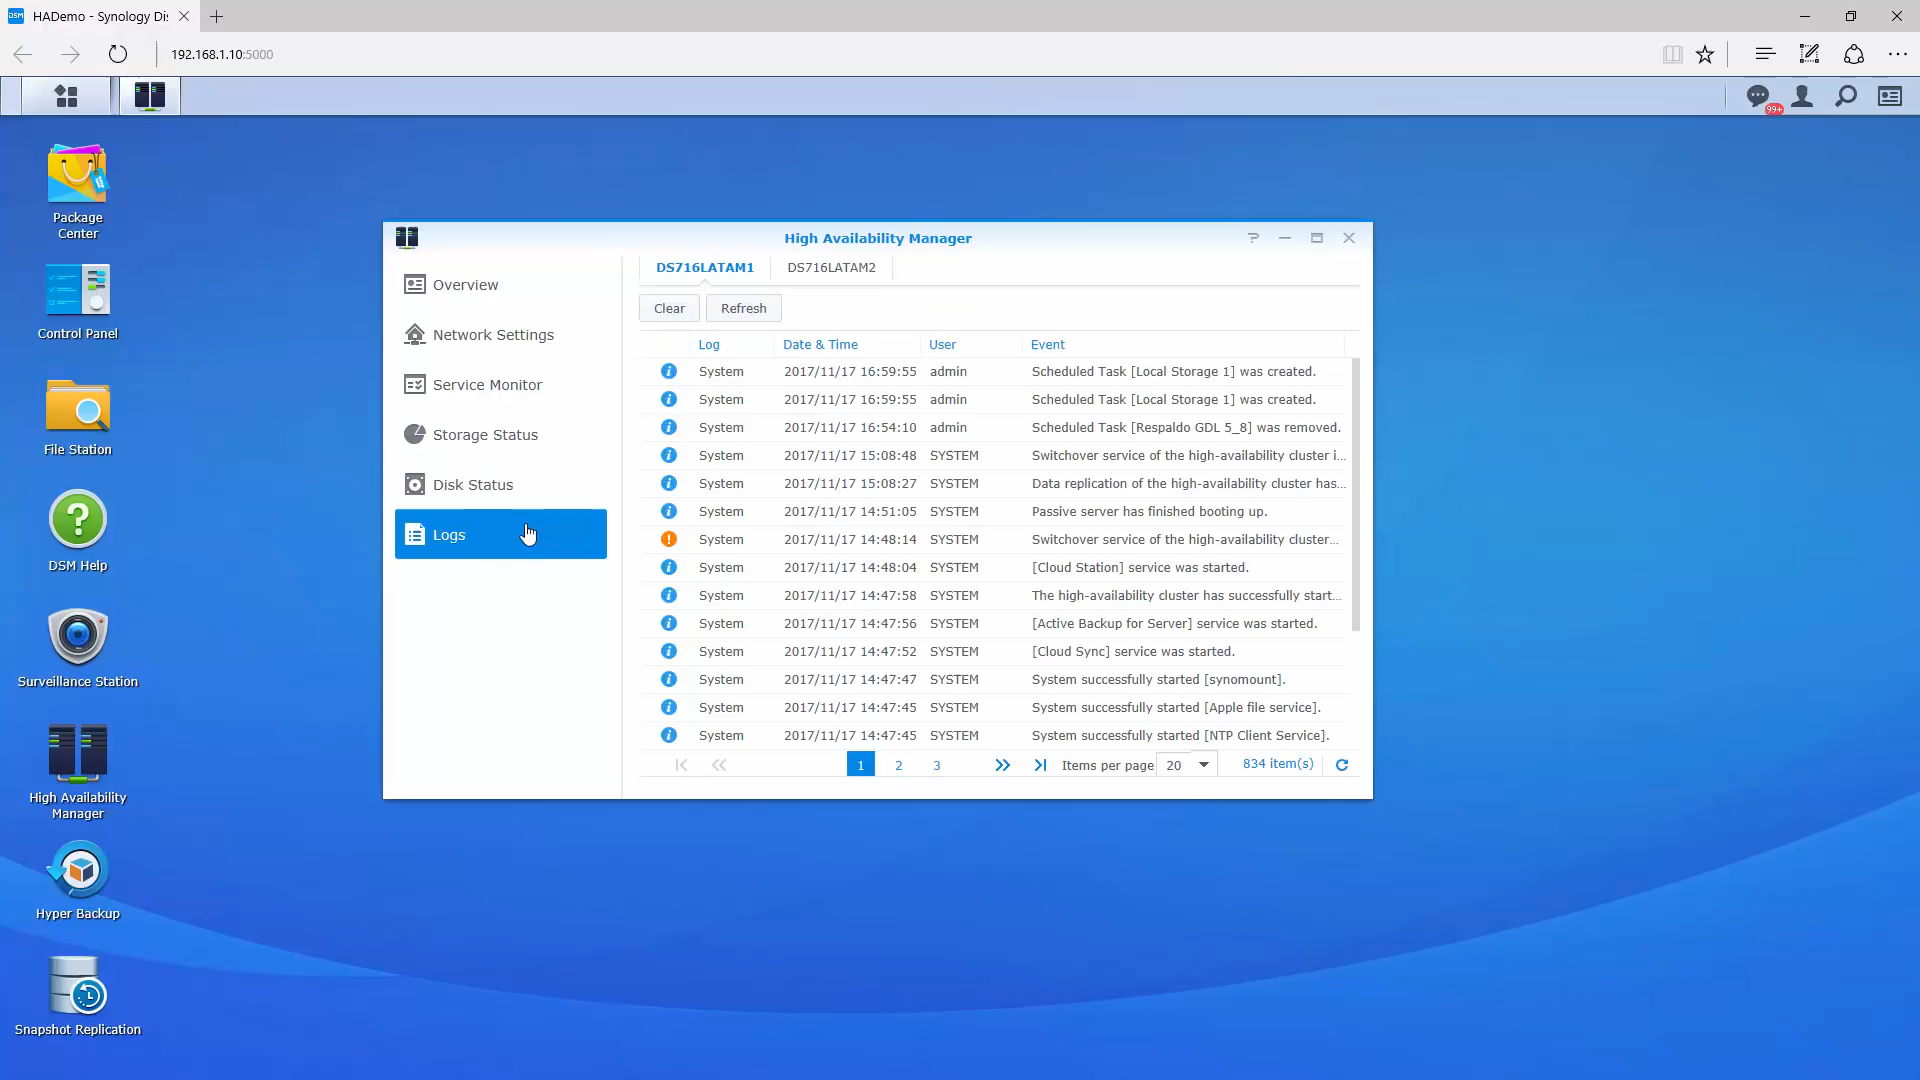 HADemo - Synology Di
192.168.1.10:5000
99+
Package
Center
Control Panel
File Station
DSM Help
Surveillance Station
High Availability
Manager
Hyper Backup
Snapshot Replication
High Availability Manager
Overview
Network Settings
Service Monitor
Storage Status
Disk Status
Logs
DS716LATAM1 DS716LATAM2
Clear Refresh
Log Date & Time User Event
System 2017/11/17 16:59:55 admin Scheduled Task [Local Storage 1] was created.
System 2017/11/17 16:59:55 admin Scheduled Task [Local Storage 1] was created.
System 2017/11/17 16:54:10 admin Scheduled Task [Respaldo GDL 5_8] was removed.
System 2017/11/17 15:08:48 SYSTEM Switchover service of the high-availability cluster i...
System 2017/11/17 15:08:27 SYSTEM Data replication of the high-availability cluster has...
System 2017/11/17 14:51:05 SYSTEM Passive server has finished booting up.
System 2017/11/17 14:48:14 SYSTEM Switchover service of the high-availability cluster...
System 2017/11/17 14:48:04 SYSTEM [Cloud Station] service was started.
System 2017/11/17 14:47:58 SYSTEM The high-availability cluster has successfully start...
System 2017/11/17 14:47:56 SYSTEM [Active Backup for Server] service was started.
System 2017/11/17 14:47:52 SYSTEM [Cloud Sync] service was started.
System 2017/11/17 14:47:47 SYSTEM System successfully started [synomount].
System 2017/11/17 14:47:45 SYSTEM System successfully started [Apple file service].
System 2017/11/17 14:47:45 SYSTEM System successfully started [NTP Client Service].
1 2 3 Items per page 20 834 item(s)